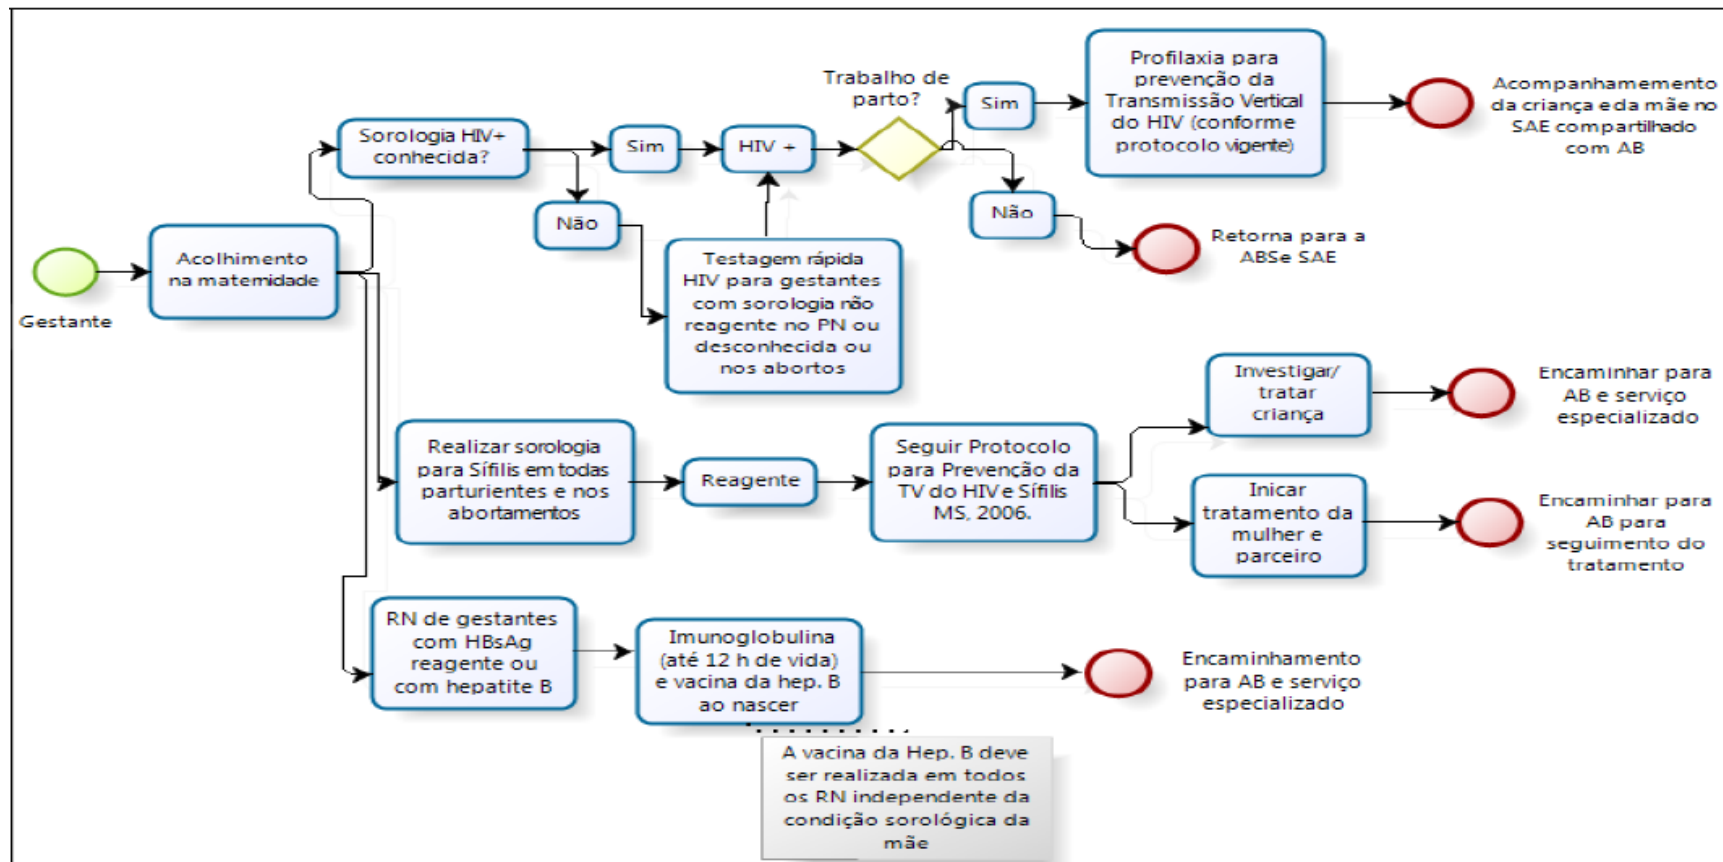 Gestante
Acolhimento
na maternidade
Sorologia HIV+
conhecida?
Sim
Não
HIV +
Testagem rápida
HIV para gestantes
com sorologia não
reagente no PN ou
desconhecida ou
nos abortos
Trabalho de
parto?
Sim
Não
Profilaxia para
prevenção da
Transmissão Vertical
do HIV (conforme
protocolo vigente)
Acompanhamemento
da criança e da mãe no
SAE compartilhado
com AB
Retorna para a
ABSe SAE
Realizar sorologia
para Sífilis em todas
parturientes e nos
abortamentos
Reagente
Seguir Protocolo
para Prevenção da
TV do HIV e Sífilis
MS, 2006.
Investigar/
tratar
criança
Encaminhar para
AB e serviço
especializado
Inicar
tratamento da
mulher e
parceiro
Encaminhar para
AB para
seguimento do
tratamento
RN de gestantes
com HBsAg
reagente ou
com hepatite B
Imunoglobulina
(até 12 h de vida)
e vacina da hep. B
ao nascer
Encaminhamento
para AB e serviço
especializado
A vacina da Hep. B deve
ser realizada em todos
os RN independente da
condição sorológica da
mãe